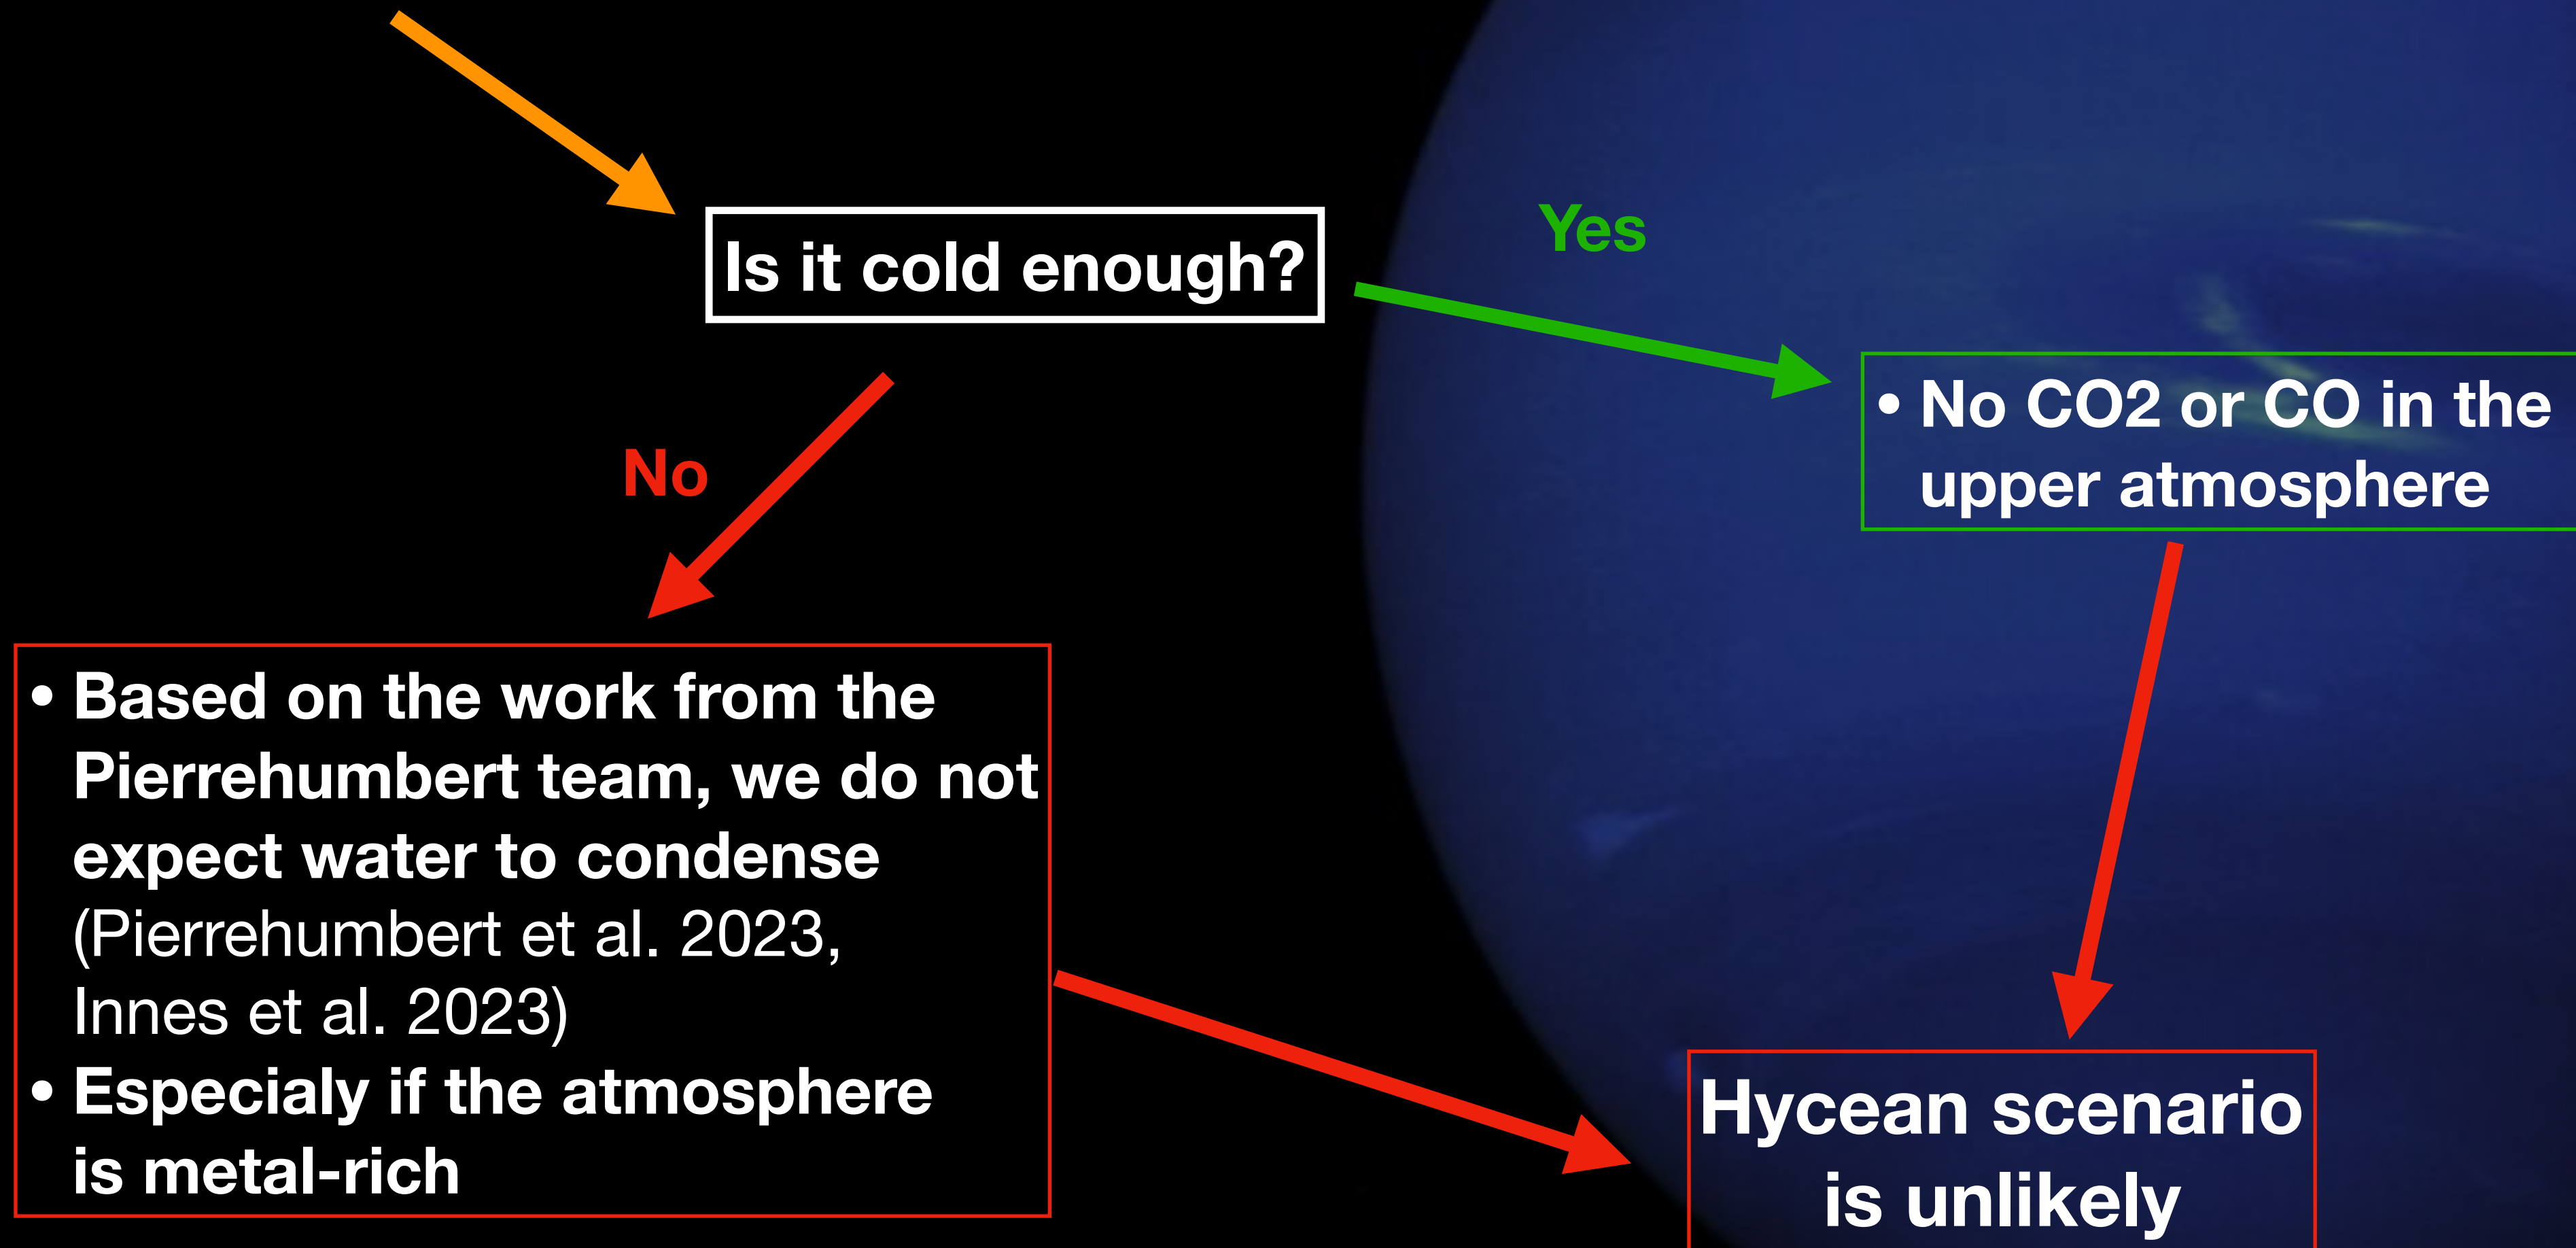 Is it cold enough?
Yes
• No CO2 or CO in the
upper atmosphere
No
• Based on the work from the
Pierrehumbert team, we do not
expect water to condense
(Pierrehumbert et al. 2023,
Innes et al. 2023)
• Especialy if the atmosphere
is metal-rich
Hycean scenario
is unlikely